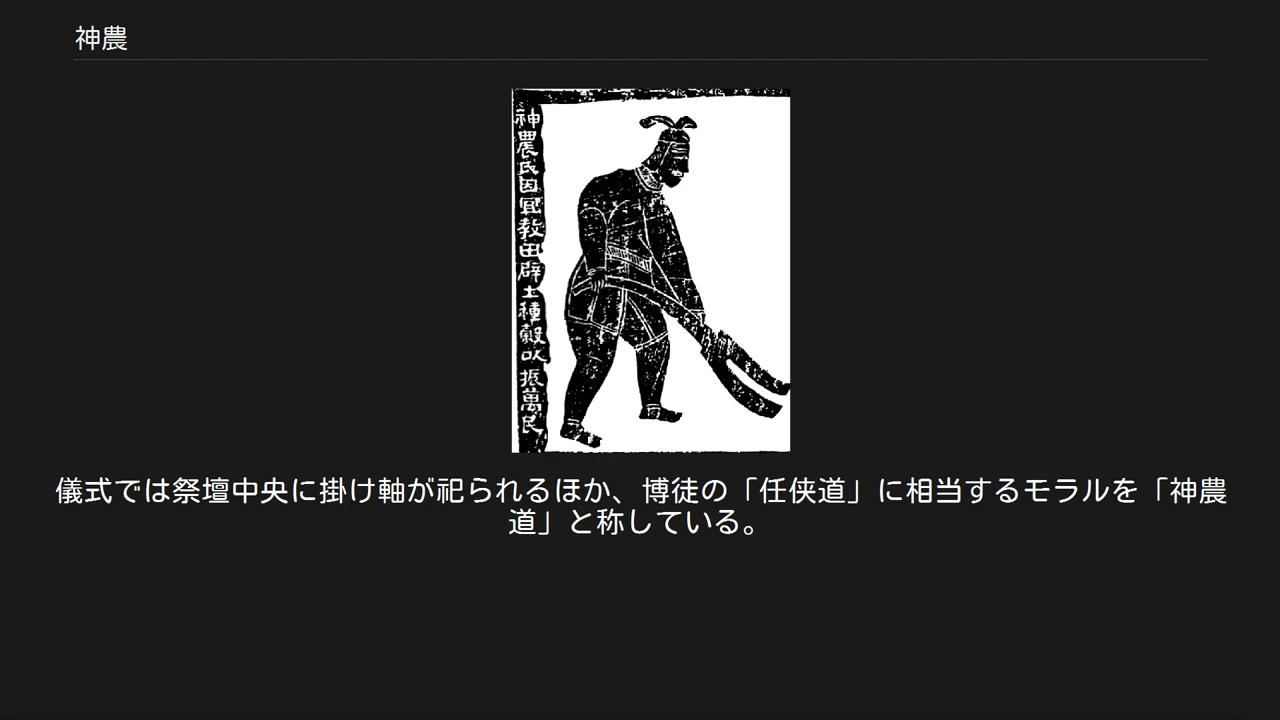 神農
神農氏因宜教田辟土種穀以振萬民
儀式では祭壇中央に掛け軸が祀られるほか、博徒の「任侠道」に相当するモラルを「神農
道」と称している。